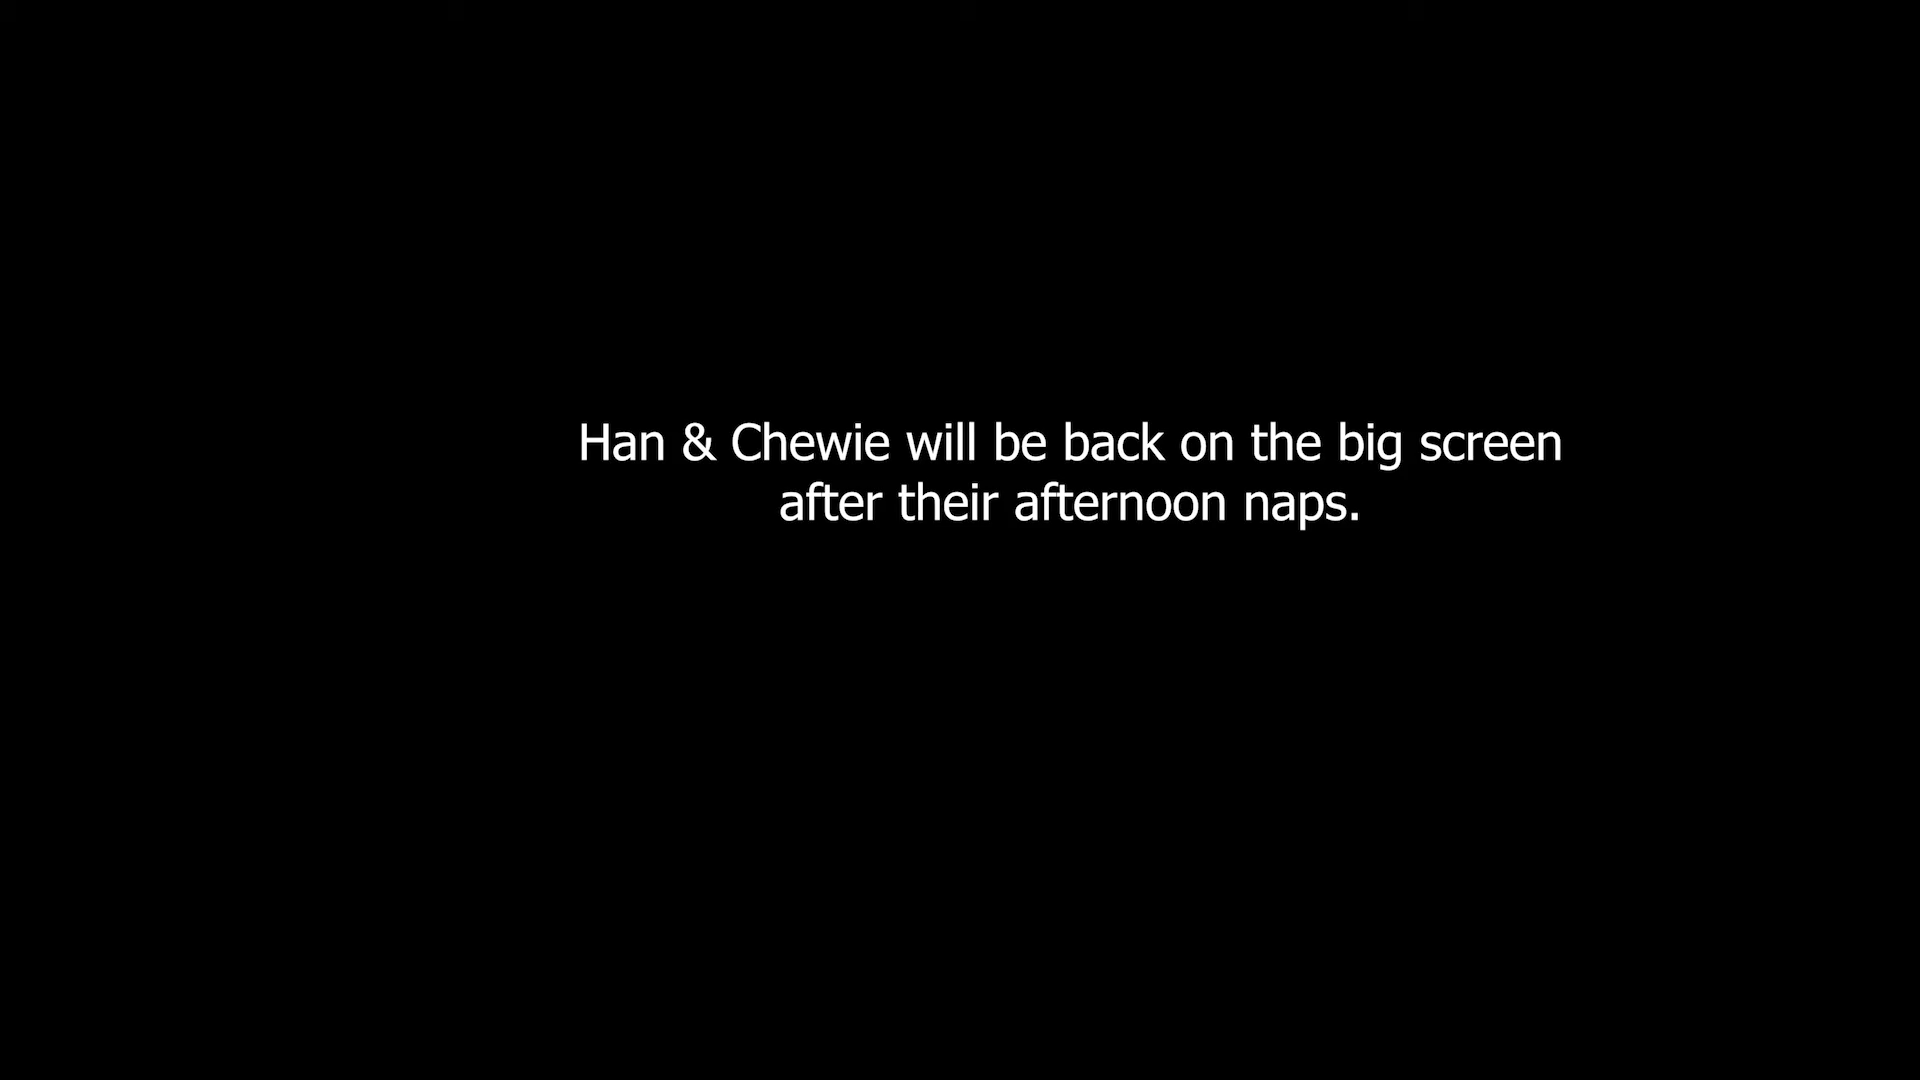 Han & Chewie will be back on the big screen
after their afternoon naps.